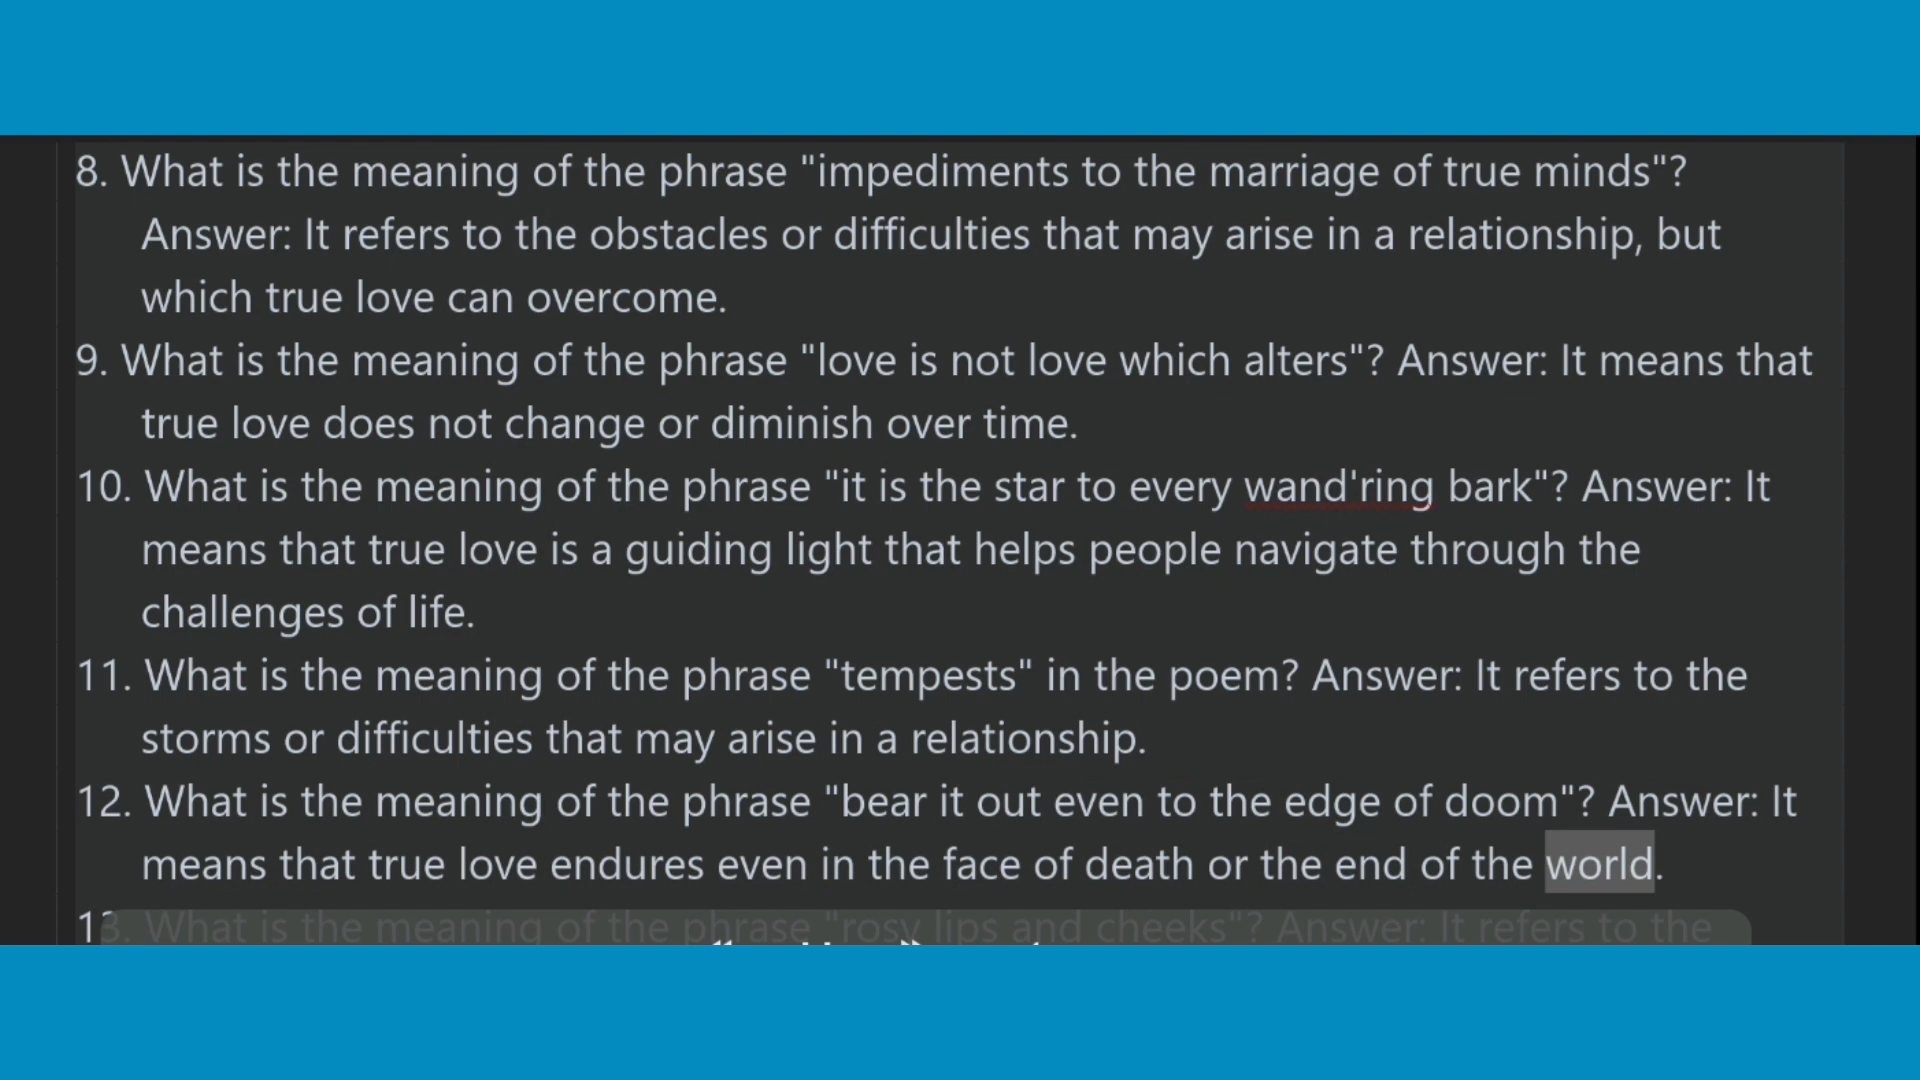 8. What is the meaning of the phrase "impediments to the marriage of true minds"?
Answer: It refers to the obstacles or difficulties that may arise in a relationship, but
which true love can overcome.
9. What is the meaning of the phrase "love is not love which alters"? Answer: It means that
true love does not change or diminish over time.
10. What is the meaning of the phrase "it is the star to every wand'ring bark"? Answer: It
means that true love is a guiding light that helps people navigate through the
challenges of life.
11. What is the meaning of the phrase "tempests" in the poem? Answer: It refers to the
storms or difficulties that may arise in a relationship.
12. What is the meaning of the phrase "bear it out even to the edge of doom"? Answer: It
means that true love endures even in the face of death or the end of the world.
13. What is the meaning of the phrase "rosy lips and cheeks"? Answer: It refers to the